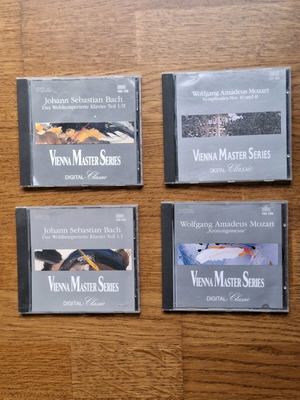 Johann Sebastian Bach
Das Wohltemperierte Klavier Teil I/II
VIENNA MASTER SERIES
DIGITAL Classic
Wolfgang Amadeus Mozart
VIENNA MASTER SERIES
DIGITAL Classic
Johann Sebastian Bach
Das Wohltemperierte Klavier Teil I/I
VIENNA MASTER SERIES
DIGITAL Classic
Wolfgang Amadeus Mozart
„Krönungsmesse“
VIENNA MASTER SERIES
DIGITAL Classic